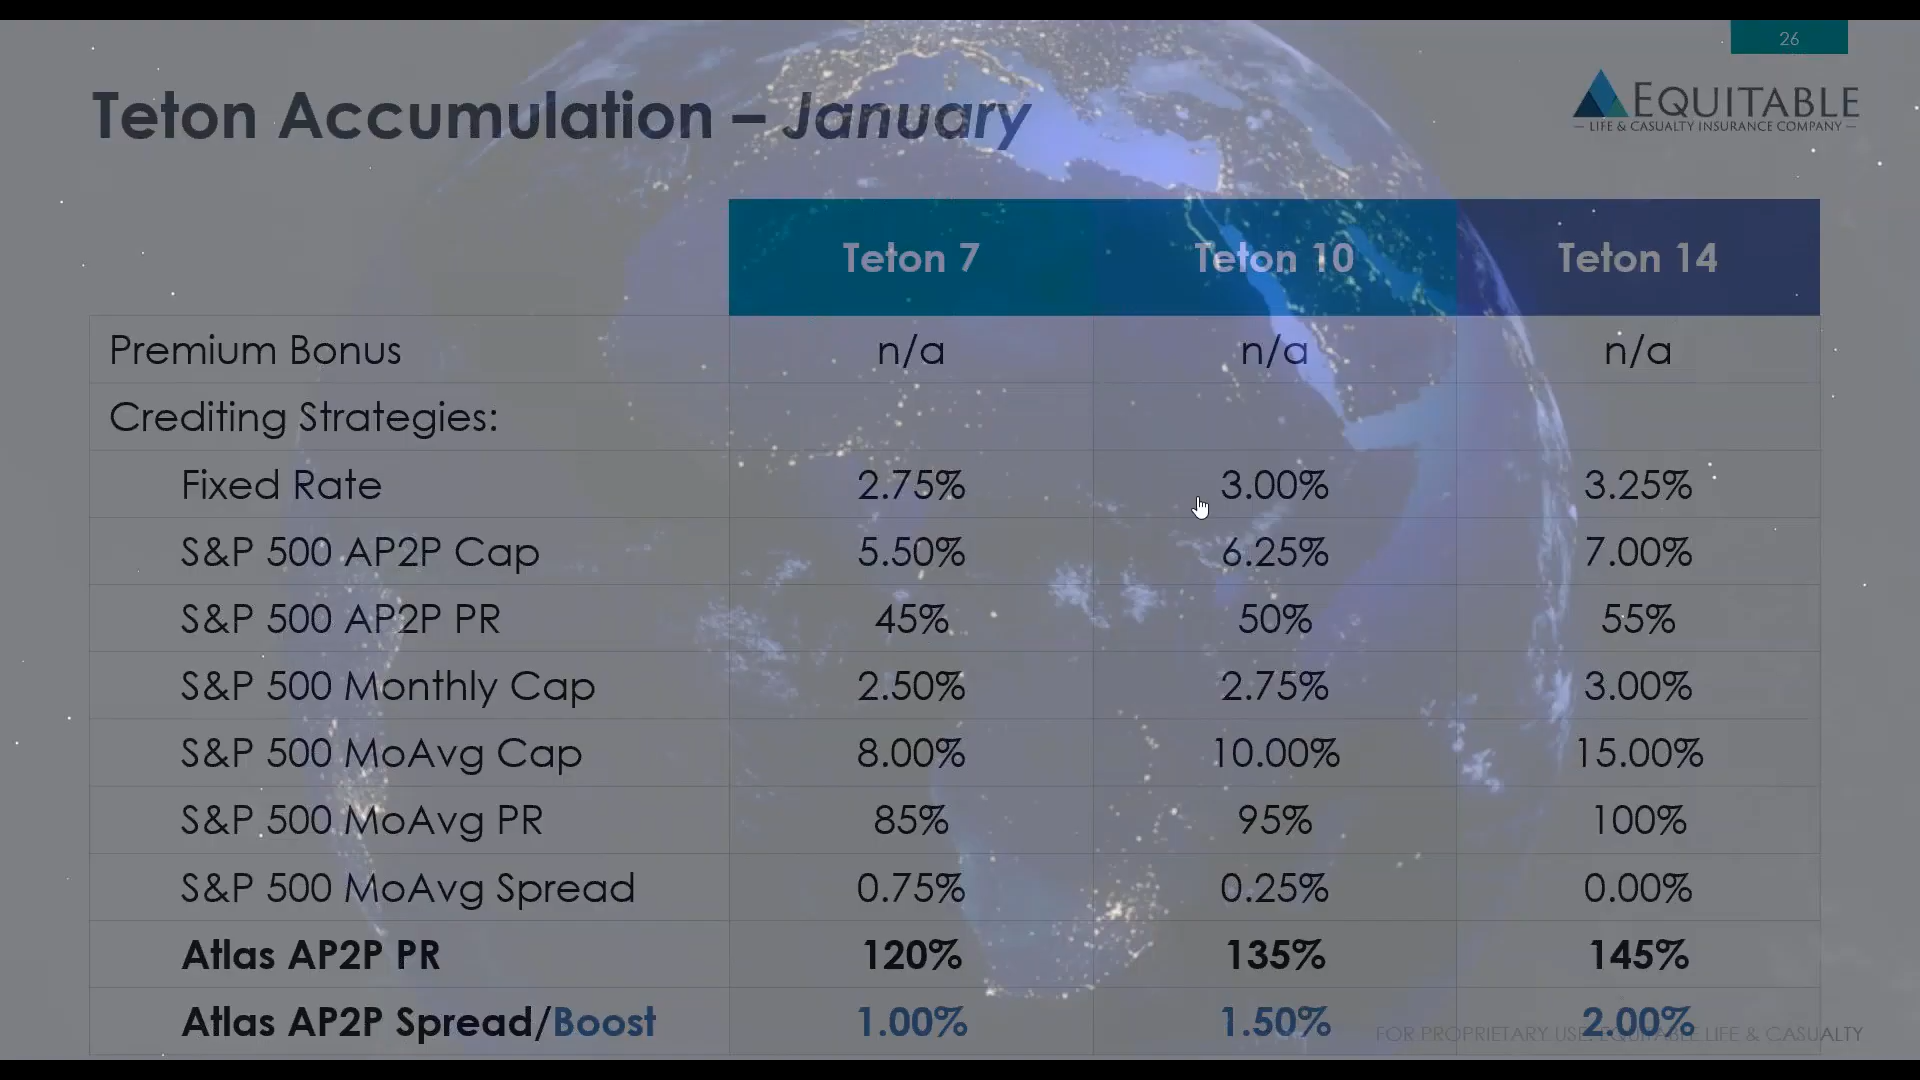 26
EQUITABLE
LIFE & CASUALTY INSURANCE COMPANY
Teton Accumulation – January
Teton 7 Teton 10 Teton 14
Premium Bonus n/a n/a n/a
Crediting Strategies:
Fixed Rate 2.75% 3.00% 3.25%
S&P 500 AP2P Cap 5.50% 6.25% 7.00%
S&P 500 AP2P PR 45% 50% 55%
S&P 500 Monthly Cap 2.50% 2.75% 3.00%
S&P 500 MoAvg Cap 8.00% 10.00% 15.00%
S&P 500 MoAvg PR 85% 95% 100%
S&P 500 MoAvg Spread 0.75% 0.25% 0.00%
Atlas AP2P PR 120% 135% 145%
Atlas AP2P Spread/Boost 1.00% 1.50% 2.00%
FOR PROPRIETARY USE. EQUITABLE LIFE & CASUALTY